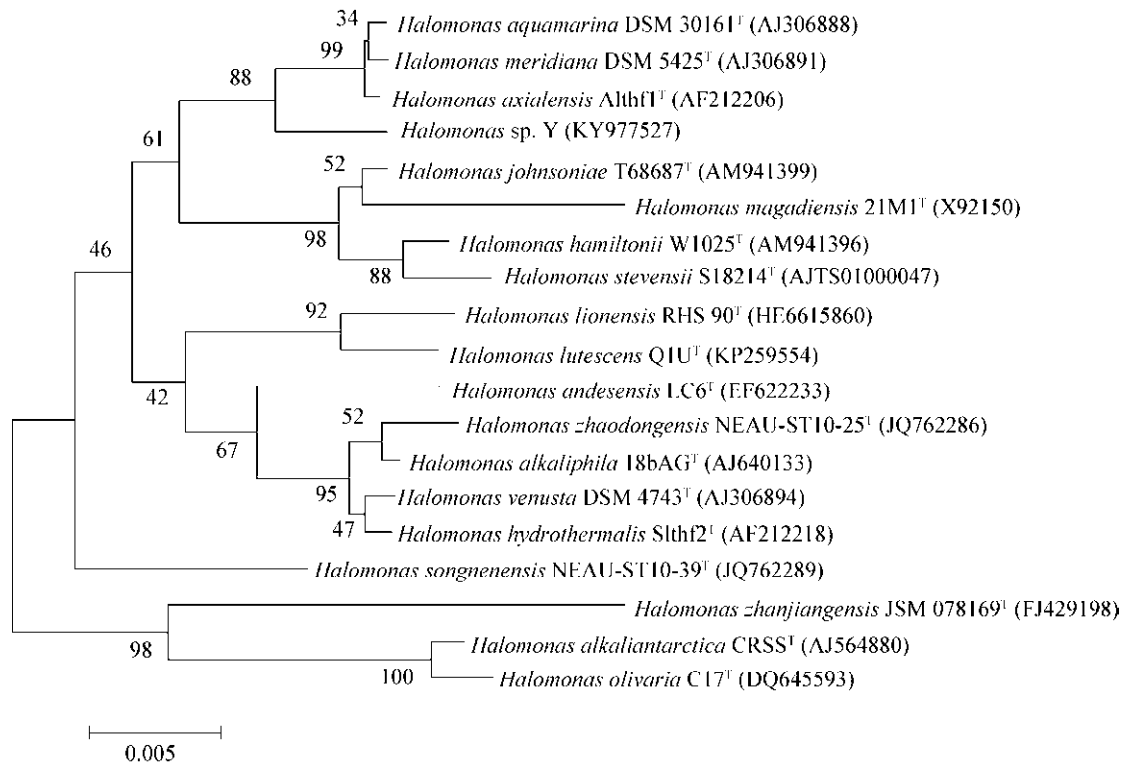 34
Halomonas aquamarina DSM 30161ᵀ (AJ306888)
99
Halomonas meridiana DSM 5425ᵀ (AJ306891)
88
Halomonas axialensis Althf1ᵀ (AF212206)
Halomonas sp. Y (KY977527)
61
52
Halomonas johnsoniae T68687ᵀ (AM941399)
Halomonas magadiensis 21M1ᵀ (X92150)
98
Halomonas hamiltonii W1025ᵀ (AM941396)
46
88
Halomonas stevensii S18214ᵀ (AJTS01000047)
92
Halomonas lionensis RHS 90ᵀ (HE6615860)
Halomonas lutescens Q1Uᵀ (KP259554)
42
Halomonas andesensis LC6ᵀ (EF622233)
52
Halomonas zhaodongensis NEAU-ST10-25ᵀ (JQ762286)
67
Halomonas alkaliphila 18bAGᵀ (AJ640133)
95
Halomonas venusta DSM 4743ᵀ (AJ306894)
47
Halomonas hydrothermalis Slthf2ᵀ (AF212218)
Halomonas songnenensis NEAU-ST10-39ᵀ (JQ762289)
Halomonas zhanjiangensis JSM 078169ᵀ (FJ429198)
98
Halomonas alkaliantarctica CRSSᵀ (AJ564880)
100
Halomonas olivaria C17ᵀ (DQ645593)
0.005